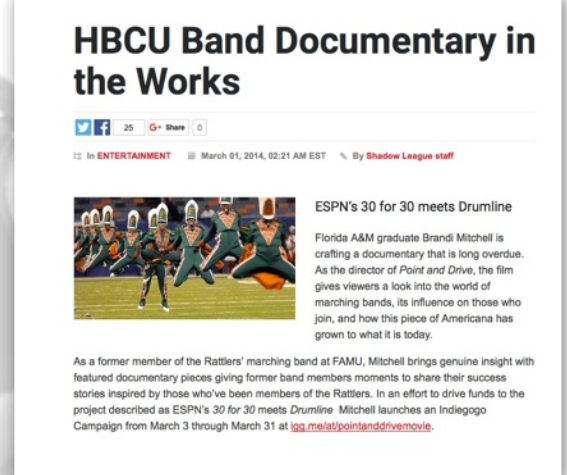 HBCU Band Documentary in
the Works
25 G+ Share 0
In ENTERTAINMENT March 01, 2014, 02:21 AM EST By Shadow League staff
ESPN's 30 for 30 meets Drumline
Florida A&M graduate Brandi Mitchell is
crafting a documentary that is long overdue.
As the director of Point and Drive, the film
gives viewers a look into the world of
marching bands, its influence on those who
join, and how this piece of Americana has
grown to what it is today.
As a former member of the Rattlers' marching band at FAMU, Mitchell brings genuine insight with
featured documentary pieces giving former band members moments to share their success
stories inspired by those who've been members of the Rattlers. In an effort to drive funds to the
project described as ESPN's 30 for 30 meets Drumline Mitchell launches an Indiegogo
Campaign from March 3 through March 31 at igg.me/at/pointanddrivemovie.